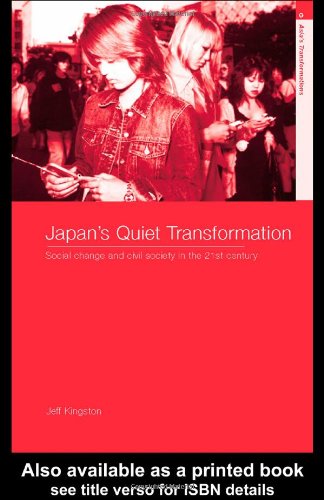 Asia's Transformations
Japan's Quiet Transformation
Social change and civil society in the 21st century
Jeff Kingston
Also available as a printed book
see title verso for ISBN details